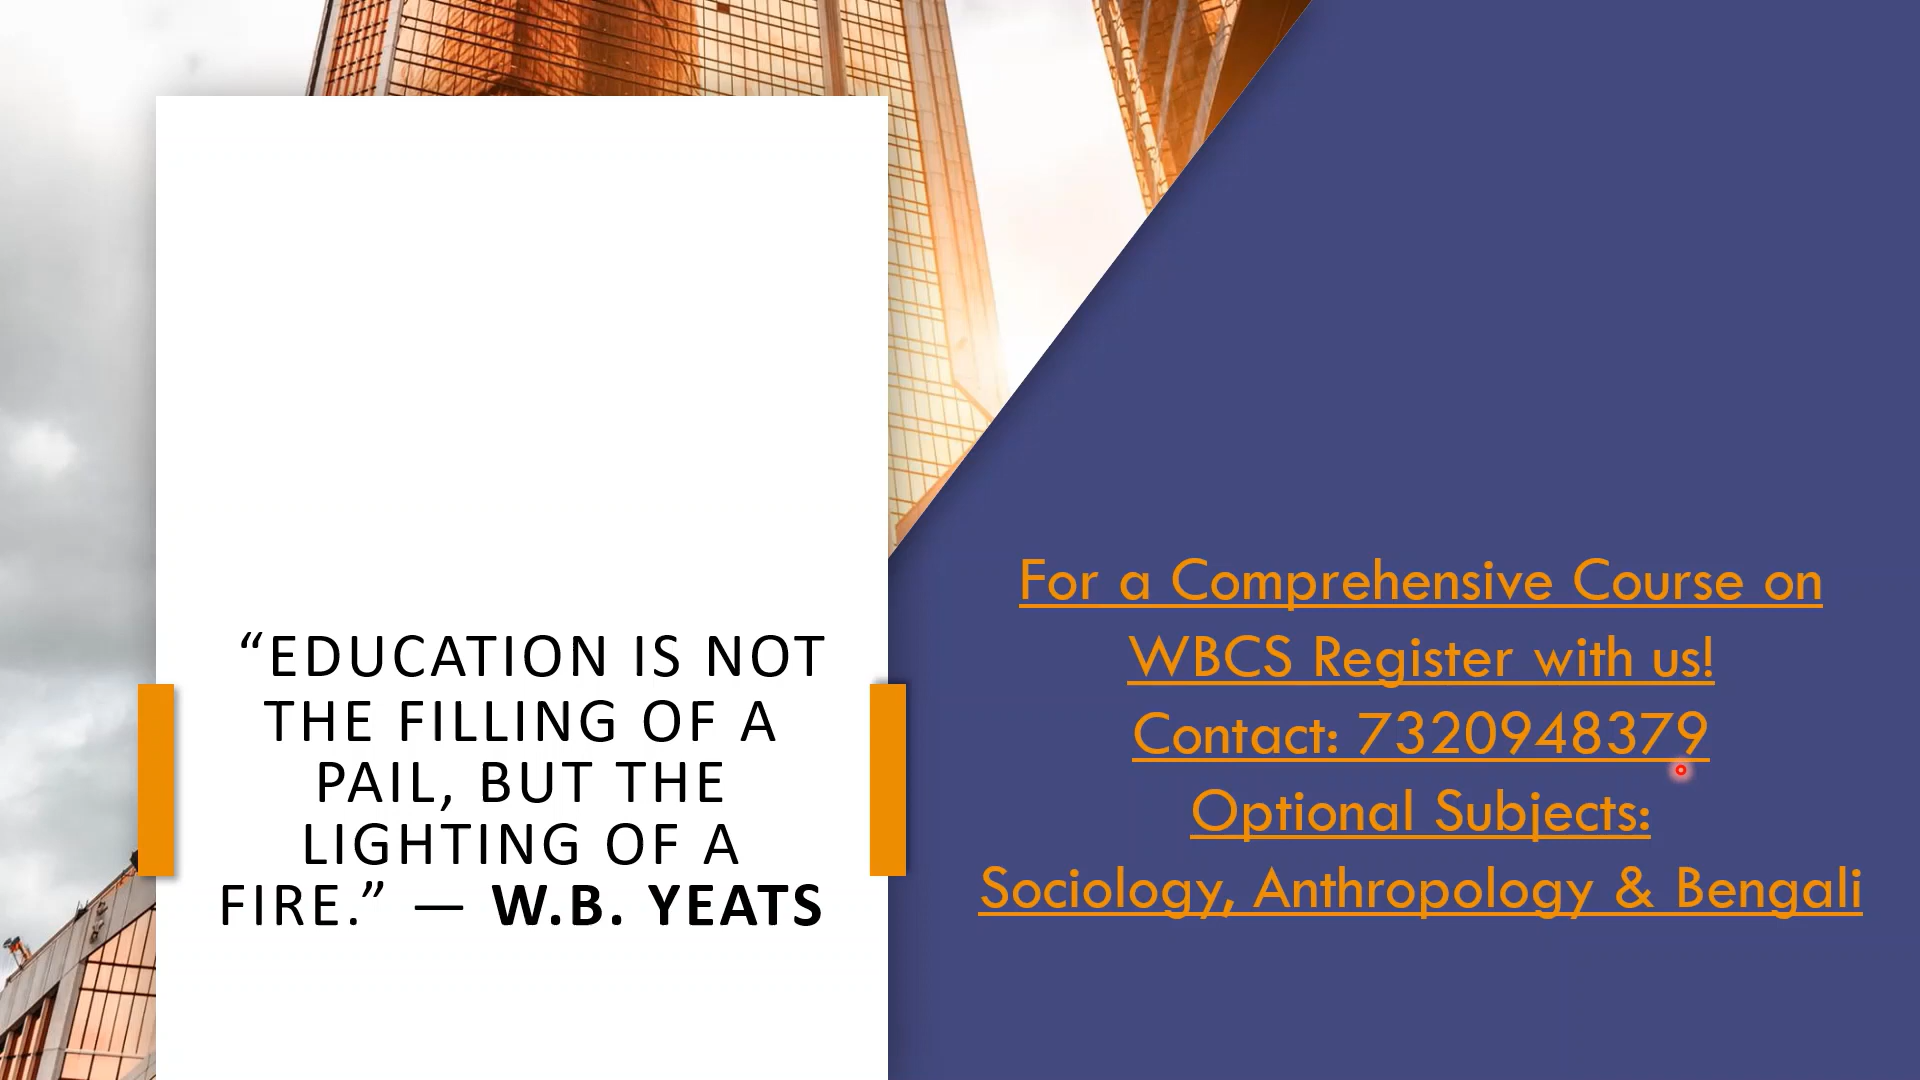 “EDUCATION IS NOT
THE FILLING OF A
PAIL, BUT THE
LIGHTING OF A
FIRE.” — W.B. YEATS
For a Comprehensive Course on
WBCS Register with us!
Contact: 7320948379
Optional Subjects:
Sociology, Anthropology & Bengali